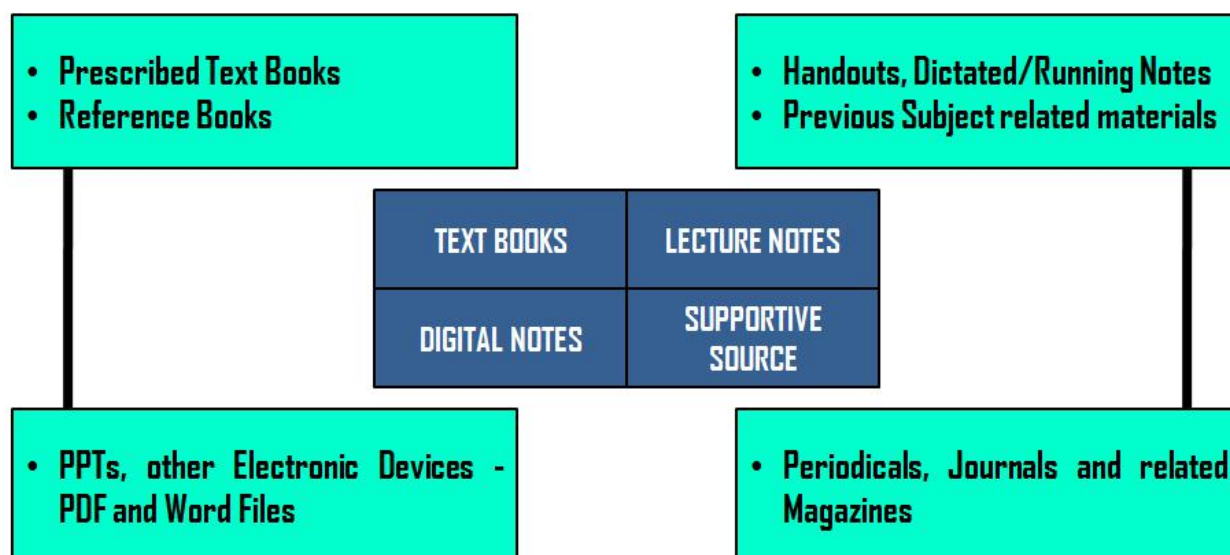 • Prescribed Text Books
• Reference Books
• Handouts, Dictated/Running Notes
• Previous Subject related materials
TEXT BOOKS
LECTURE NOTES
DIGITAL NOTES
SUPPORTIVE
SOURCE
• PPTs, other Electronic Devices -
PDF and Word Files
• Periodicals, Journals and related
Magazines